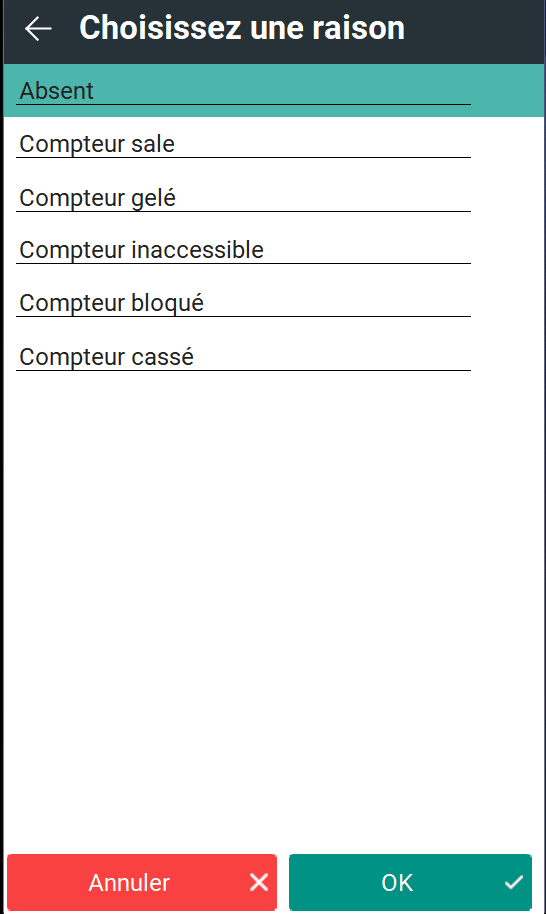 Choisissez une raison
Absent
Compteur sale
Compteur gelé
Compteur inaccessible
Compteur bloqué
Compteur cassé
Annuler
OK